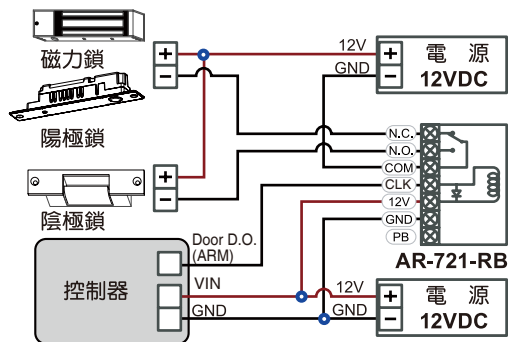 磁力鎖
陽極鎖
陰極鎖
+
−
+
−
12V
GND
+
−
電 源
12VDC
N.C.
N.O.
COM
CLK
12V
GND
PB
AR-721-RB
控制器
Door D.O.
(ARM)
VIN
GND
12V
GND
+
−
電 源
12VDC